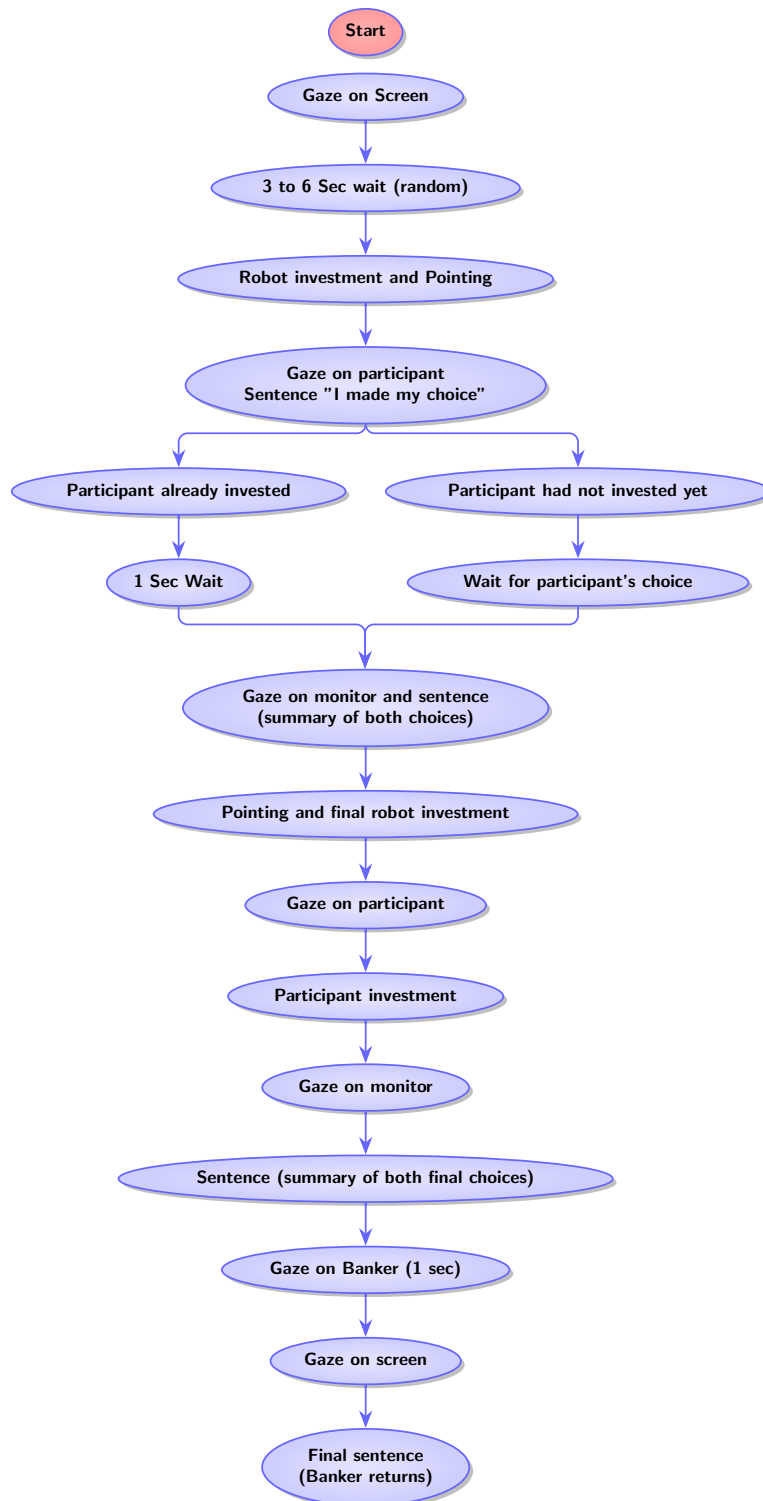 Start
Gaze on Screen
3 to 6 Sec wait (random)
Robot investment and Pointing
Gaze on participant
Sentence ”I made my choice”
Participant already invested
Participant had not invested yet
1 Sec Wait
Wait for participant's choice
Gaze on monitor and sentence
(summary of both choices)
Pointing and final robot investment
Gaze on participant
Participant investment
Gaze on monitor
Sentence (summary of both final choices)
Gaze on Banker (1 sec)
Gaze on screen
Final sentence
(Banker returns)